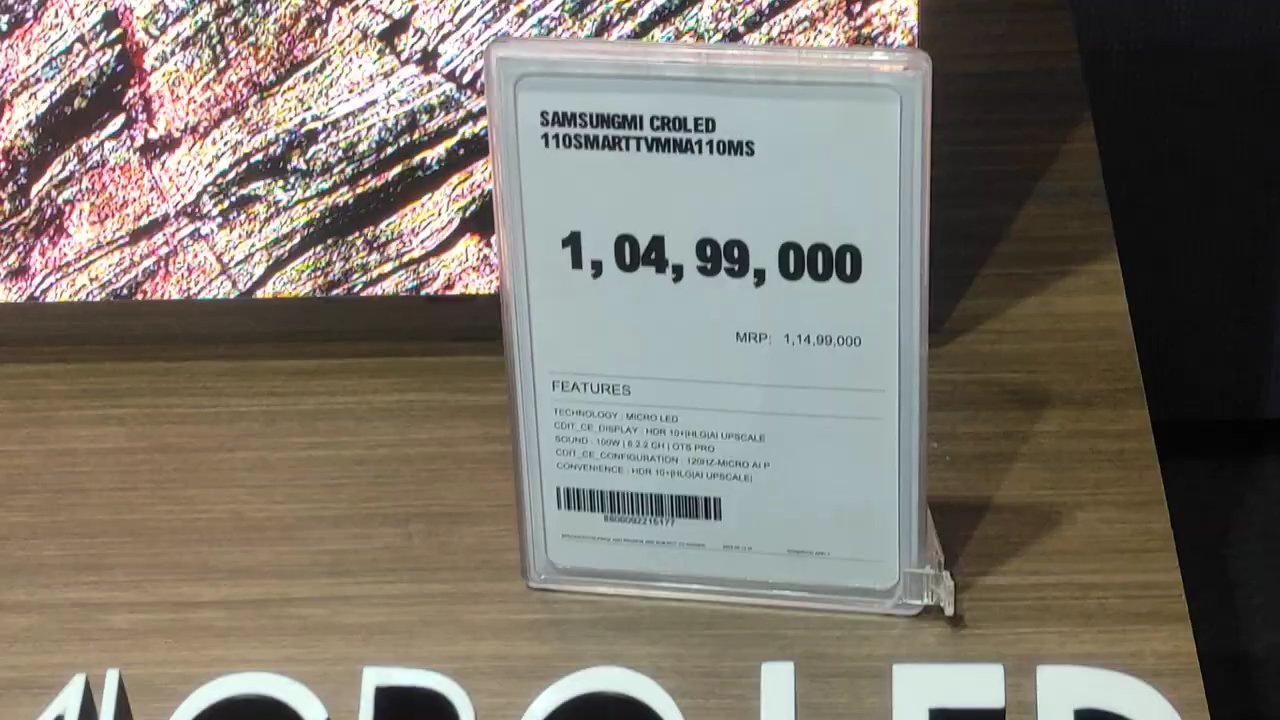 SAMSUNGMI CROLED
110SMARTTVMNA110MS
1,04,99,000
MRP: 1,14,99,000
FEATURES
TECHNOLOGY : MICRO LED
CDIT_CE_DISPLAY : HDR 10+|HLG|AI UPSCALE
SOUND : 100W | 6.2.2 CH | OTS PRO
CDIT_CE_CONFIGURATION : 120HZ-MICRO AI P
CONVENIENCE : HDR 10+|HLG|AI UPSCALE|
MICRO LED